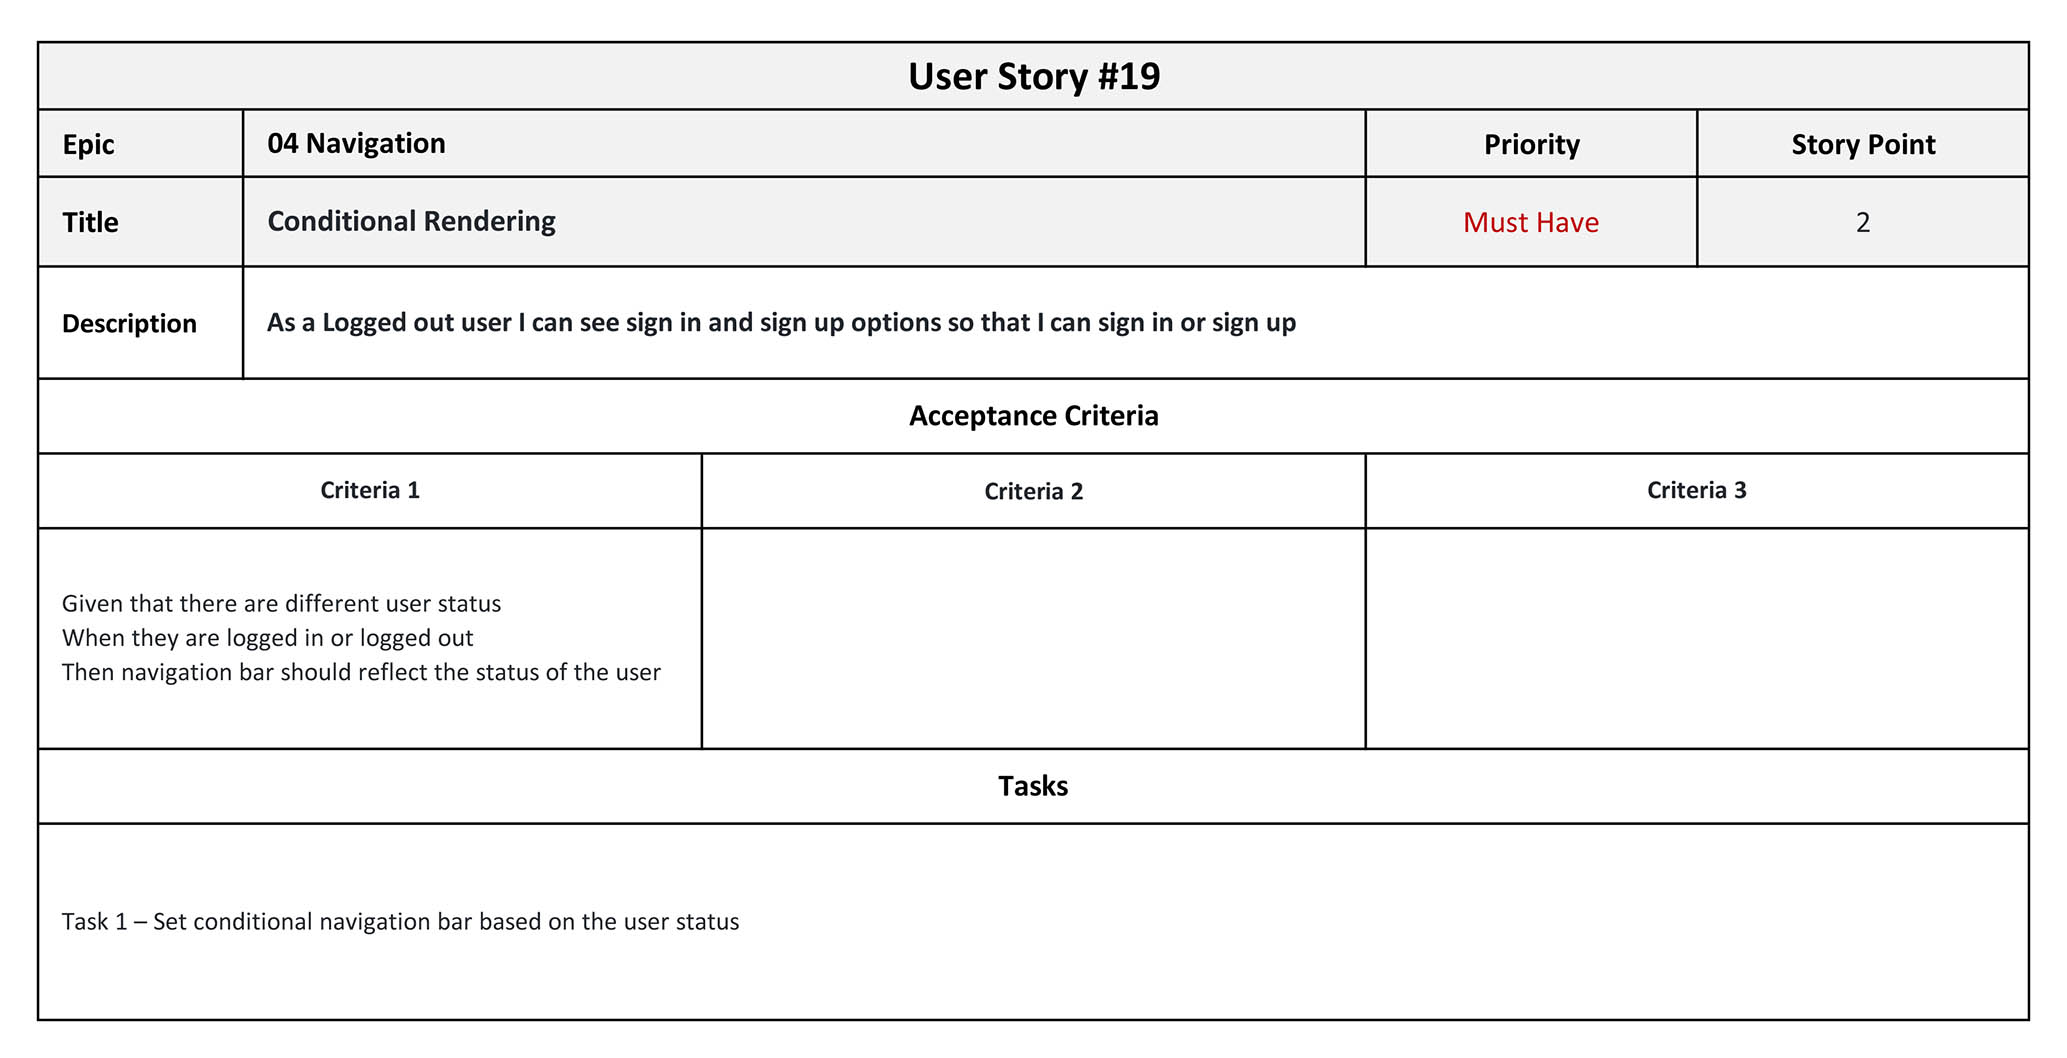 User Story #19
Epic
04 Navigation
Priority
Story Point
Title
Conditional Rendering
Must Have
2
Description
As a Logged out user I can see sign in and sign up options so that I can sign in or sign up
Acceptance Criteria
Criteria 1
Criteria 2
Criteria 3
Given that there are different user status
When they are logged in or logged out
Then navigation bar should reflect the status of the user
Tasks
Task 1 – Set conditional navigation bar based on the user status